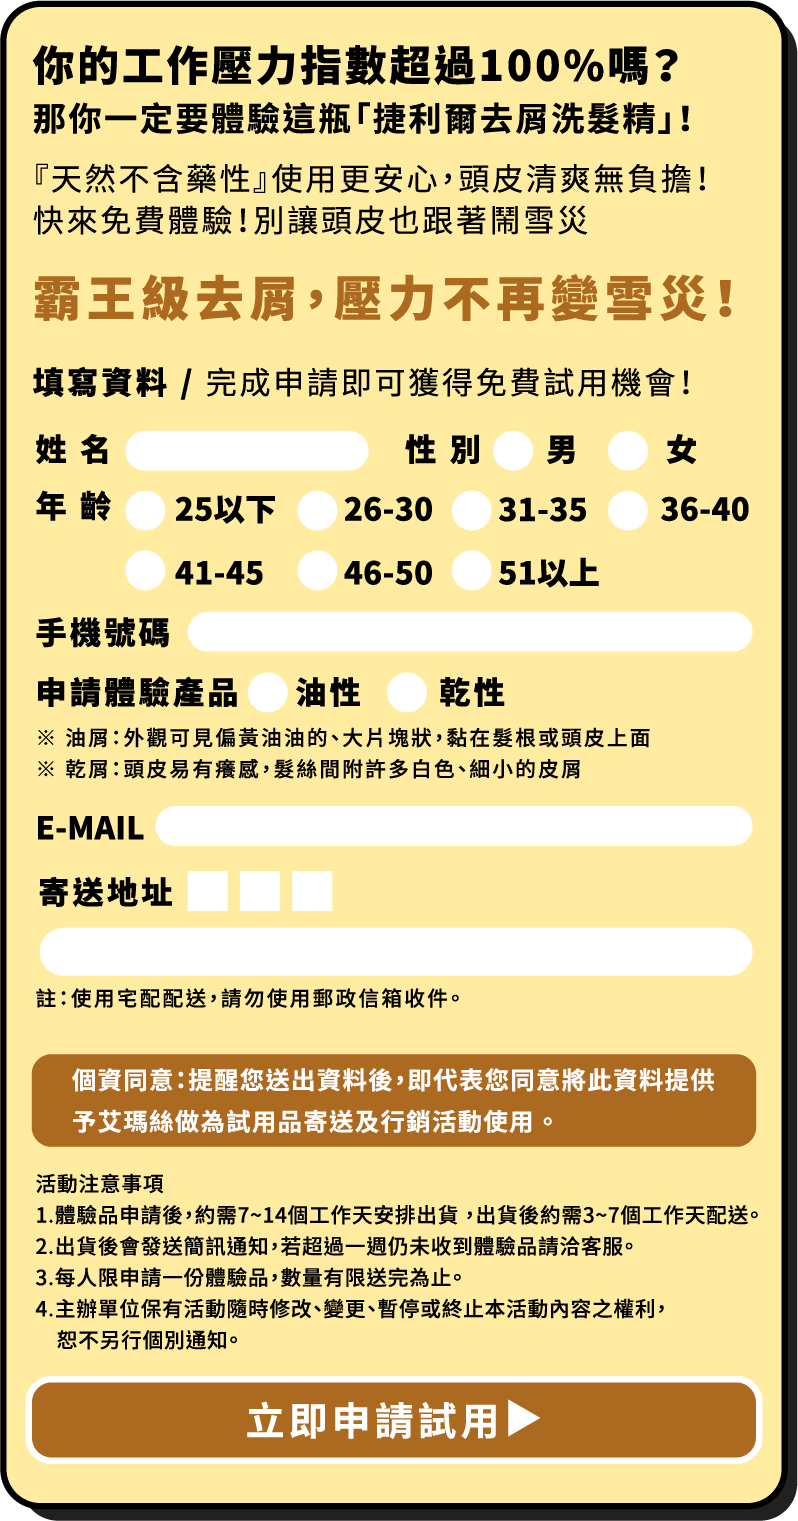 你的工作壓力指數超過100%嗎？
那你一定要體驗這瓶「捷利爾去屑洗髮精」！
『天然不含藥性』使用更安心，頭皮清爽無負擔！
快來免費體驗！別讓頭皮也跟著鬧雪災
霸王級去屑，壓力不再變雪災！
填寫資料 / 完成申請即可獲得免費試用機會！
姓名 性別 男 女
年齡 25以下 26-30 31-35 36-40
41-45 46-50 51以上
手機號碼
申請體驗產品 油性 乾性
※ 油屑：外觀可見偏黃油油的、大片塊狀，黏在髮根或頭皮上面
※ 乾屑：頭皮易有癢感，髮絲間附許多白色、細小的皮屑
E-MAIL
寄送地址
註：使用宅配配送，請勿使用郵政信箱收件。
個資同意：提醒您送出資料後，即代表您同意將此資料提供
予艾瑪絲做為試用品寄送及行銷活動使用。
活動注意事項
1.體驗品申請後，約需7~14個工作天安排出貨，出貨後約需3~7個工作天配送。
2.出貨後會發送簡訊通知，若超過一週仍未收到體驗品請洽客服。
3.每人限申請一份體驗品，數量有限送完為止。
4.主辦單位保有活動隨時修改、變更、暫停或終止本活動內容之權利，
恕不另行個別通知。
立即申請試用▶